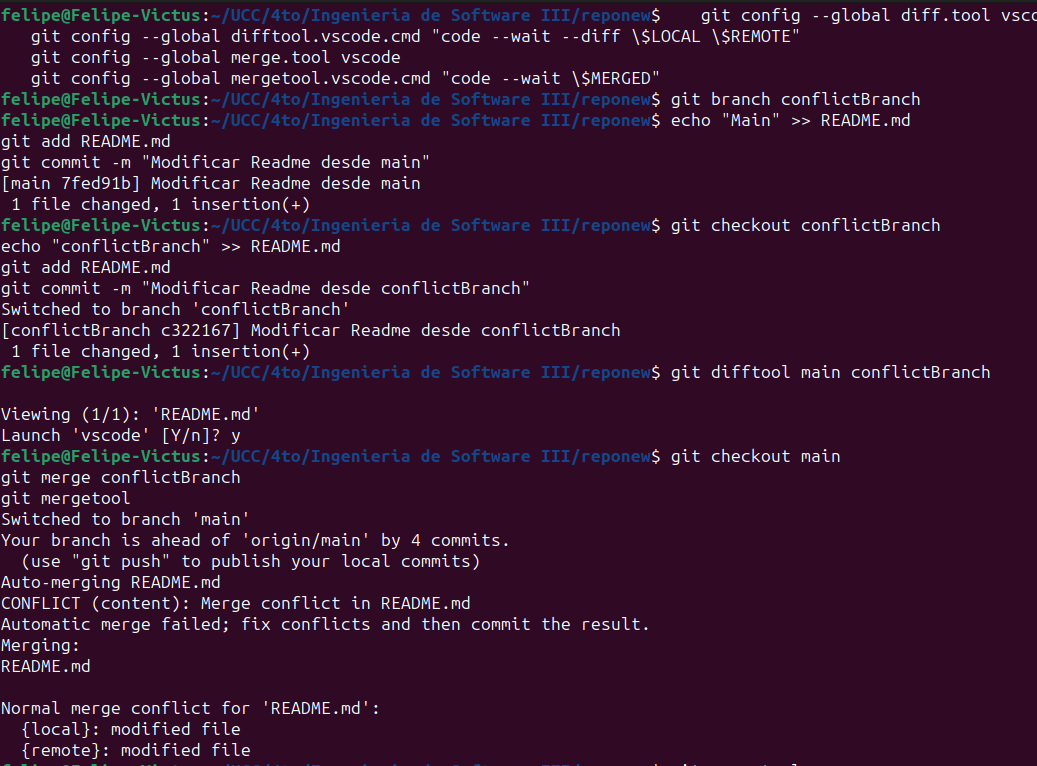 felipe@Felipe-Victus:~/UCC/4to/Ingenieria de Software III/reponew$    git config --global diff.tool vsco
   git config --global difftool.vscode.cmd "code --wait --diff \$LOCAL \$REMOTE"
   git config --global merge.tool vscode
   git config --global mergetool.vscode.cmd "code --wait \$MERGED"
felipe@Felipe-Victus:~/UCC/4to/Ingenieria de Software III/reponew$ git branch conflictBranch
felipe@Felipe-Victus:~/UCC/4to/Ingenieria de Software III/reponew$ echo "Main" >> README.md
git add README.md
git commit -m "Modificar Readme desde main"
[main 7fed91b] Modificar Readme desde main
 1 file changed, 1 insertion(+)
felipe@Felipe-Victus:~/UCC/4to/Ingenieria de Software III/reponew$ git checkout conflictBranch
echo "conflictBranch" >> README.md
git add README.md
git commit -m "Modificar Readme desde conflictBranch"
Switched to branch 'conflictBranch'
[conflictBranch c322167] Modificar Readme desde conflictBranch
 1 file changed, 1 insertion(+)
felipe@Felipe-Victus:~/UCC/4to/Ingenieria de Software III/reponew$ git difftool main conflictBranch

Viewing (1/1): 'README.md'
Launch 'vscode' [Y/n]? y
felipe@Felipe-Victus:~/UCC/4to/Ingenieria de Software III/reponew$ git checkout main
git merge conflictBranch
git mergetool
Switched to branch 'main'
Your branch is ahead of 'origin/main' by 4 commits.
  (use "git push" to publish your local commits)
Auto-merging README.md
CONFLICT (content): Merge conflict in README.md
Automatic merge failed; fix conflicts and then commit the result.
Merging:
README.md

Normal merge conflict for 'README.md':
  {local}: modified file
  {remote}: modified file